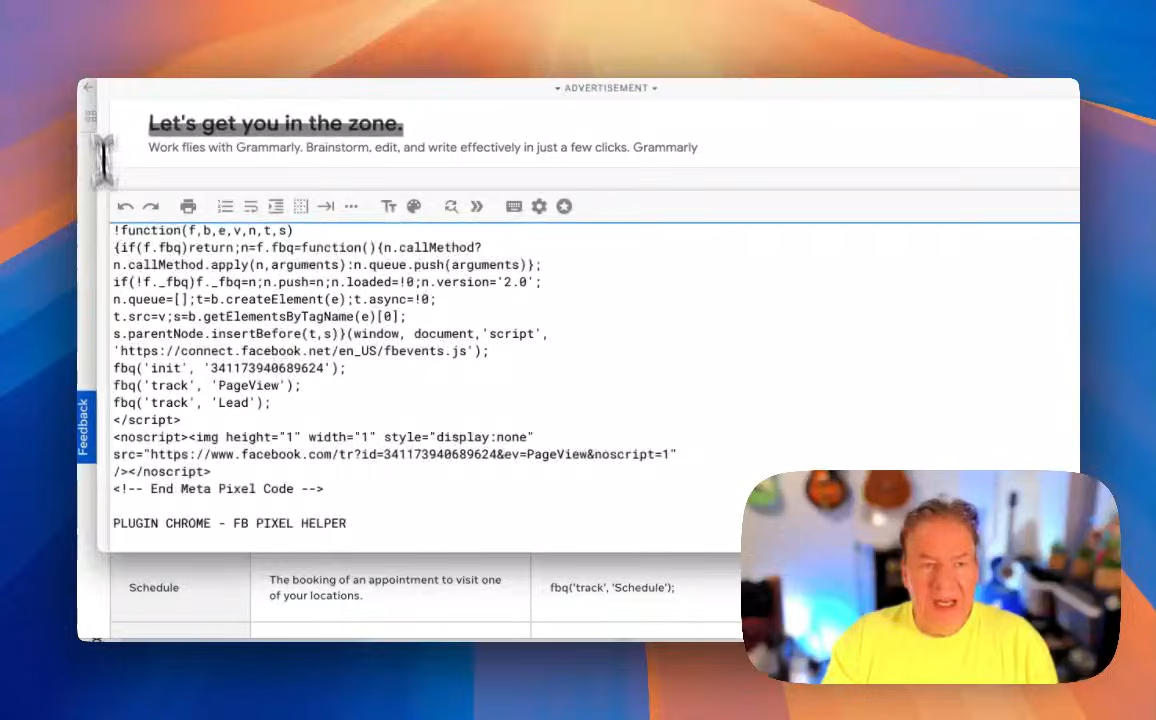 ADVERTISEMENT
Let's get you in the zone.
Work flies with Grammarly. Brainstorm, edit, and write effectively in just a few clicks. Grammarly
!function(f,b,e,v,n,t,s)
{if(f.fbq)return;n=f.fbq=function(){n.callMethod?
n.callMethod.apply(n,arguments):n.queue.push(arguments)};
if(!f._fbq)f._fbq=n;n.push=n;n.loaded=!0;n.version='2.0';
n.queue=[];t=b.createElement(e);t.async=!0;
t.src=v;s=b.getElementsByTagName(e)[0];
s.parentNode.insertBefore(t,s)}(window, document,'script',
'https://connect.facebook.net/en_US/fbevents.js');
fbq('init', '341173940689624');
fbq('track', 'PageView');
fbq('track', 'Lead');
</script>
<noscript><img height="1" width="1" style="display:none"
src="https://www.facebook.com/tr?id=341173940689624&ev=PageView&noscript=1"
/></noscript>
<!-- End Meta Pixel Code -->
PLUGIN CHROME - FB PIXEL HELPER
Feedback
Schedule
The booking of an appointment to visit one
of your locations.
fbq('track', 'Schedule');